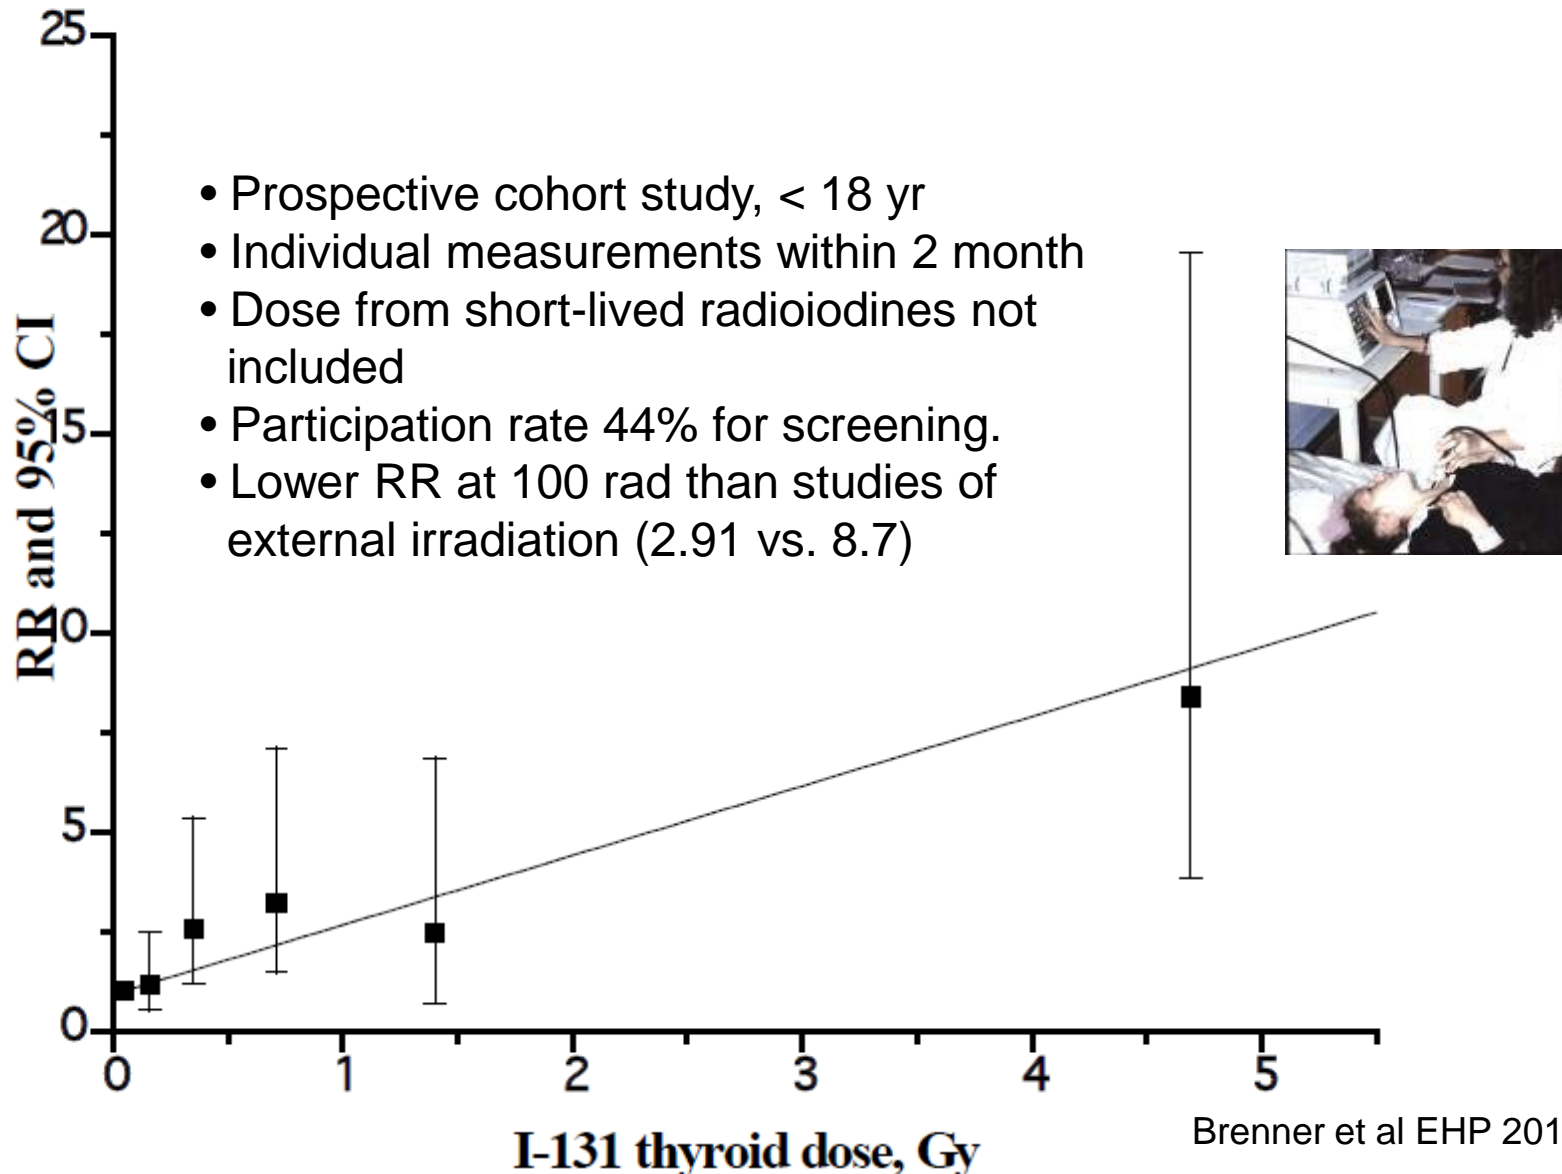 25
20
15
10
5
0
RR and 95% CI
• Prospective cohort study, < 18 yr
• Individual measurements within 2 month
• Dose from short-lived radioiodines not
included
• Participation rate 44% for screening.
• Lower RR at 100 rad than studies of
external irradiation (2.91 vs. 8.7)
0 1 2 3 4 5
I-131 thyroid dose, Gy
Brenner et al EHP 201